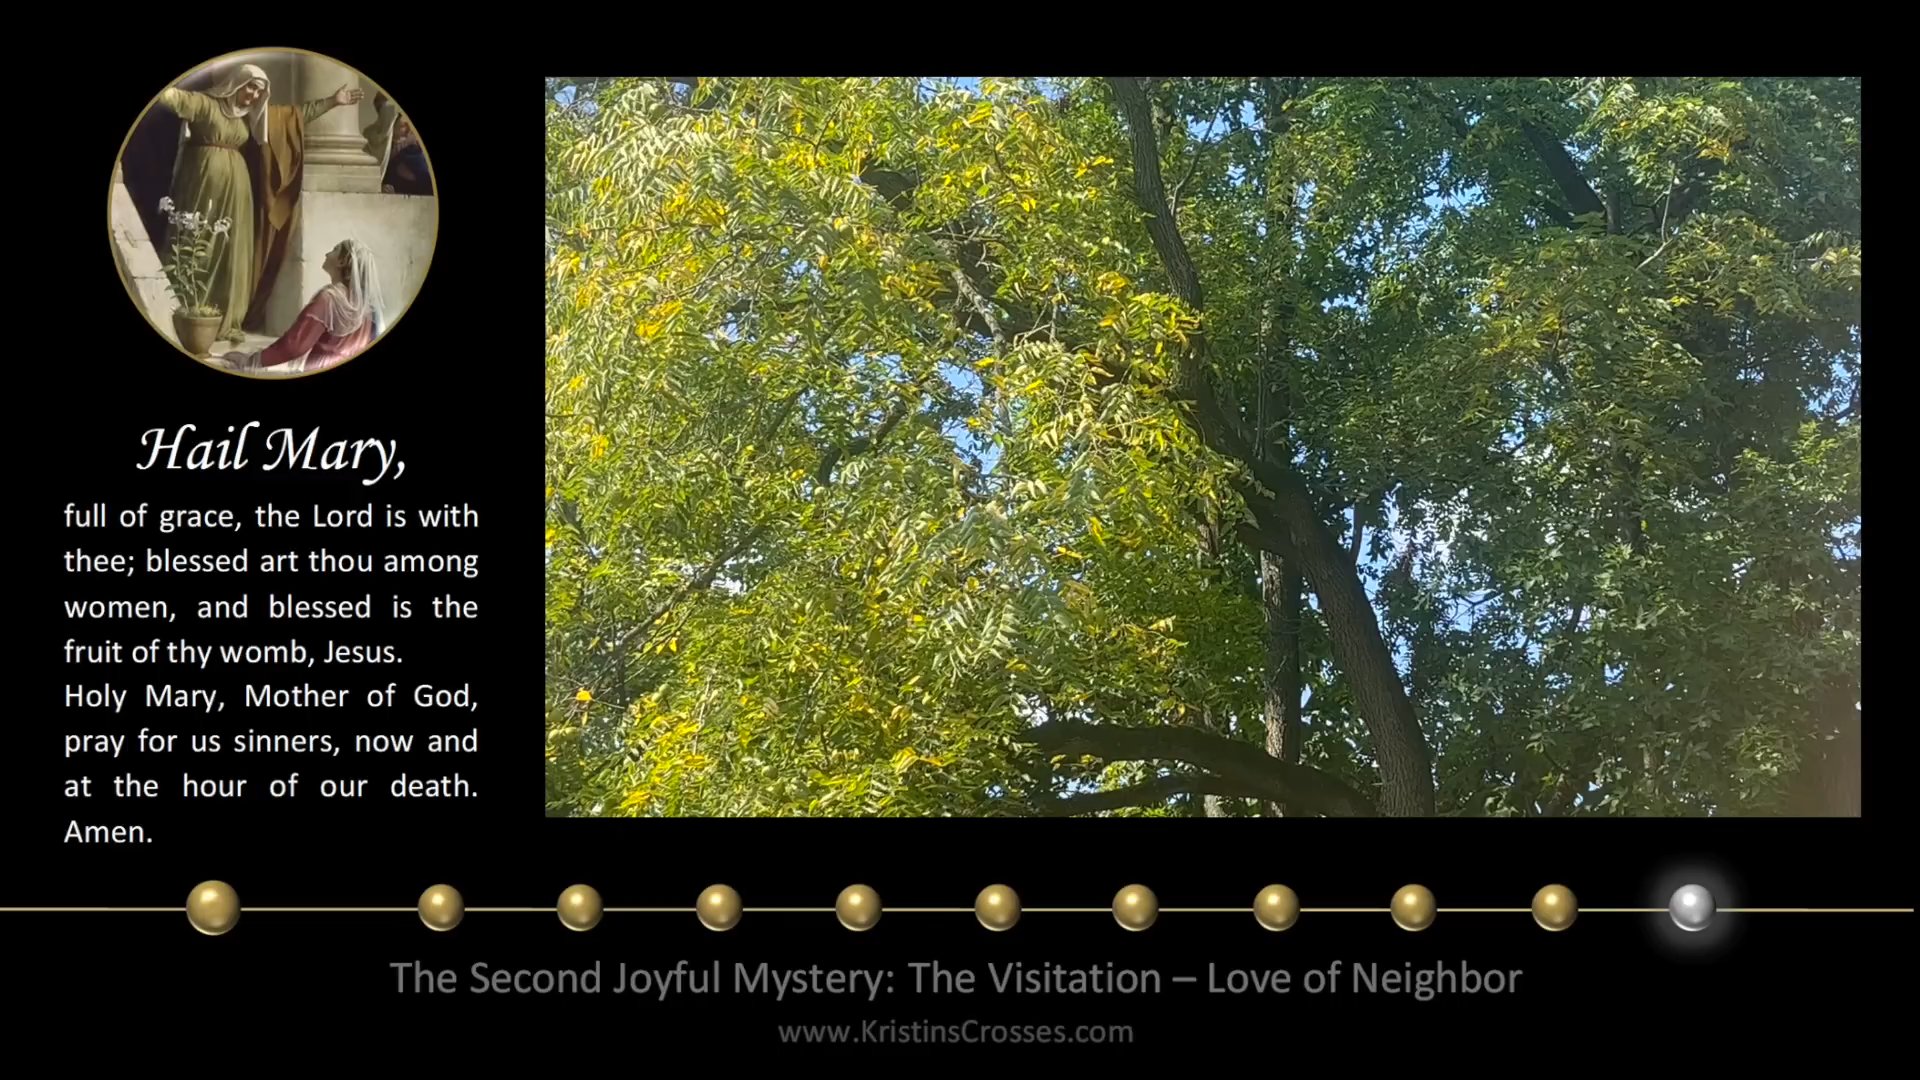 Hail Mary,
full of grace, the Lord is with
thee; blessed art thou among
women, and blessed is the
fruit of thy womb, Jesus.
Holy Mary, Mother of God,
pray for us sinners, now and
at the hour of our death.
Amen.
The Second Joyful Mystery: The Visitation – Love of Neighbor
www.KristinsCrosses.com